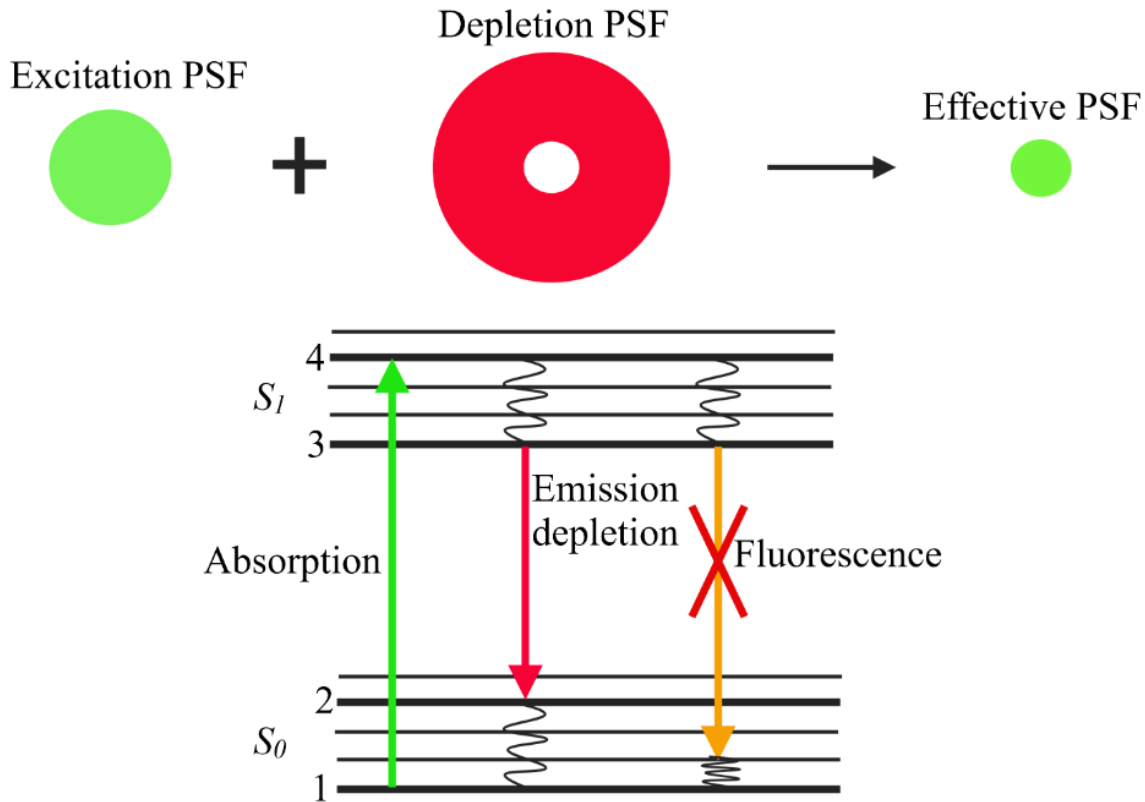 Depletion PSF
Excitation PSF
Effective PSF
+
4
S₁
3
Emission
depletion
Absorption
Fluorescence
2
S₀
1